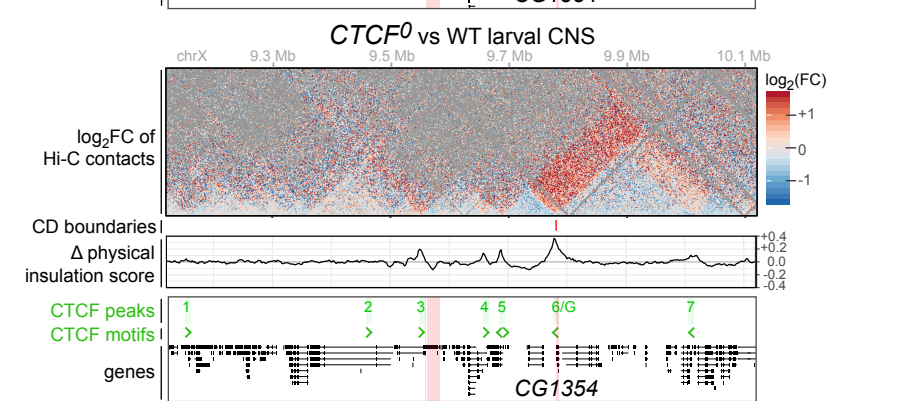 CTCF⁰ vs WT larval CNS
chrX 9.3 Mb 9.5 Mb 9.7 Mb 9.9 Mb 10.1 Mb
log₂(FC)
+1
0
-1
log₂FC of
Hi-C contacts
CD boundaries
Δ physical
insulation score
+0.4
+0.2
0.0
-0.2
-0.4
CTCF peaks 1 2 3 4 5 6/G 7
CTCF motifs > > > > <> < >
genes
CG1354